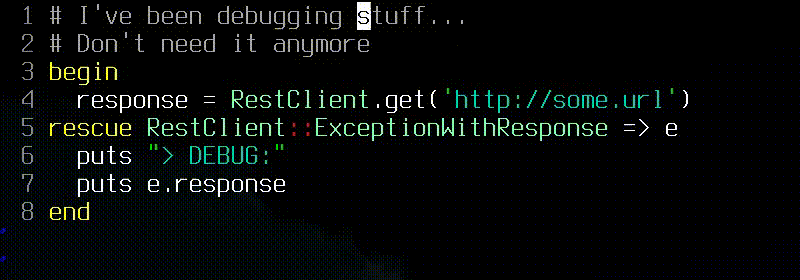 1 # I've been debugging stuff...
2 # Don't need it anymore
3 begin
4   response = RestClient.get('http://some.url')
5 rescue RestClient::ExceptionWithResponse => e
6   puts "> DEBUG:"
7   puts e.response
8 end